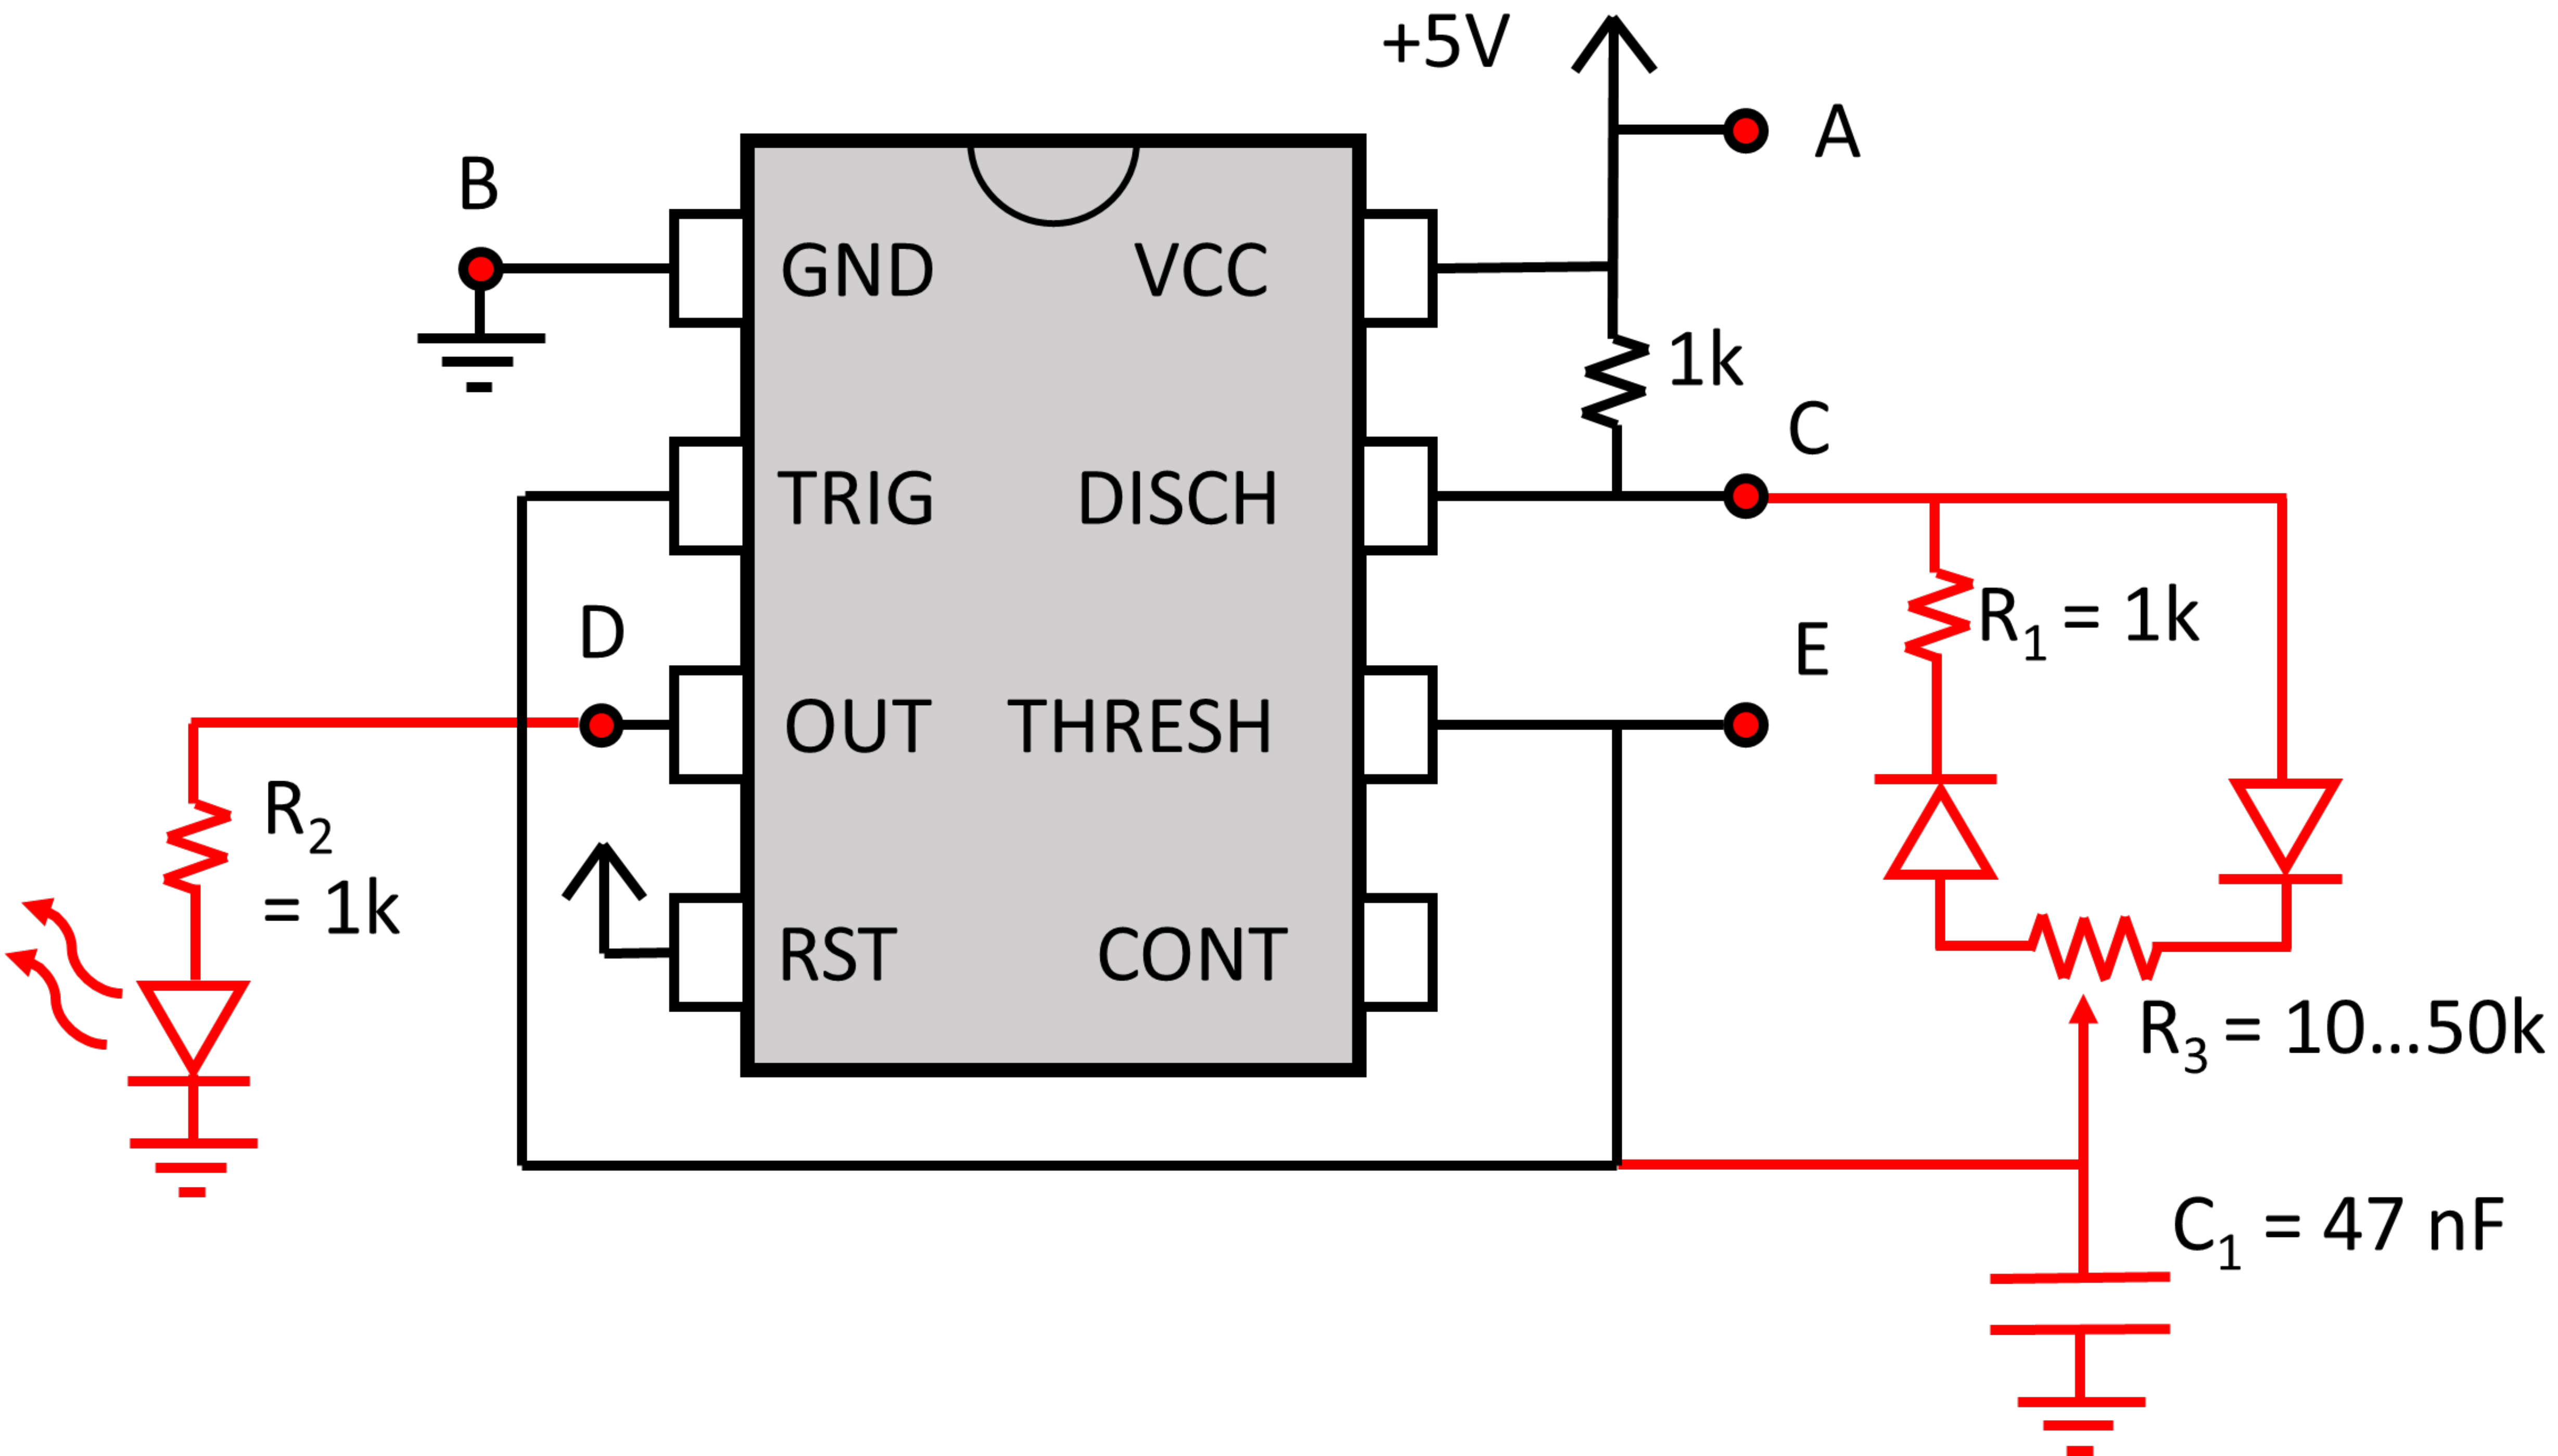 +5V
A
B
GND
VCC
1k
C
TRIG
DISCH
D
R1 = 1k
E
OUT
THRESH
R2
= 1k
RST
CONT
R3 = 10...50k
C1 = 47 nF